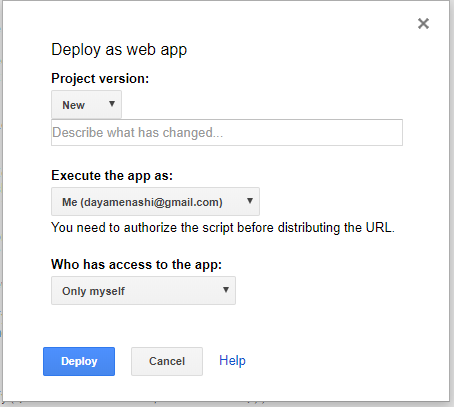 Deploy as web app
Project version:
New
Describe what has changed...
Execute the app as:
Me (dayamenashi@gmail.com)
You need to authorize the script before distributing the URL.
Who has access to the app:
Only myself
Deploy Cancel Help